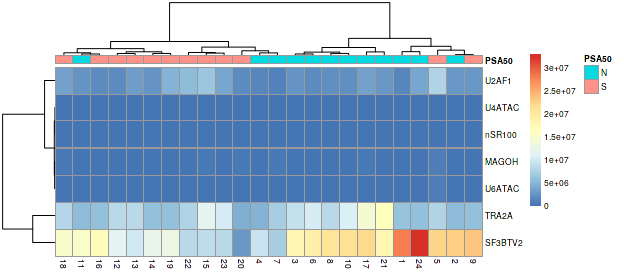 PSA50
U2AF1
U4ATAC
nSR100
MAGOH
U6ATAC
TRA2A
SF3BTV2
18 11 16 12 13 14 19 22 15 23 20 4 7 3 6 8 10 17 21 1 24 5 2 9
3e+07
2.5e+07
2e+07
1.5e+07
1e+07
5e+06
0
PSA50
N
S